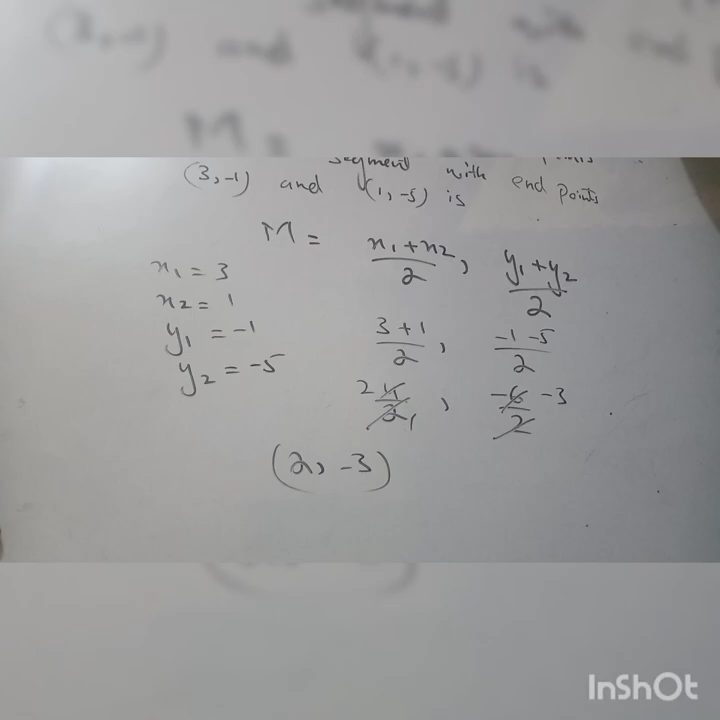 segment with
(3,-1) and (1,-5) is end points
M = x₁+x₂/2, y₁+y₂/2
x₁ = 3
x₂ = 1
y₁ = -1
y₂ = -5
3+1/2, -1-5/2
2 4/2 1, -6/2 -3
(2, -3)
InShOt